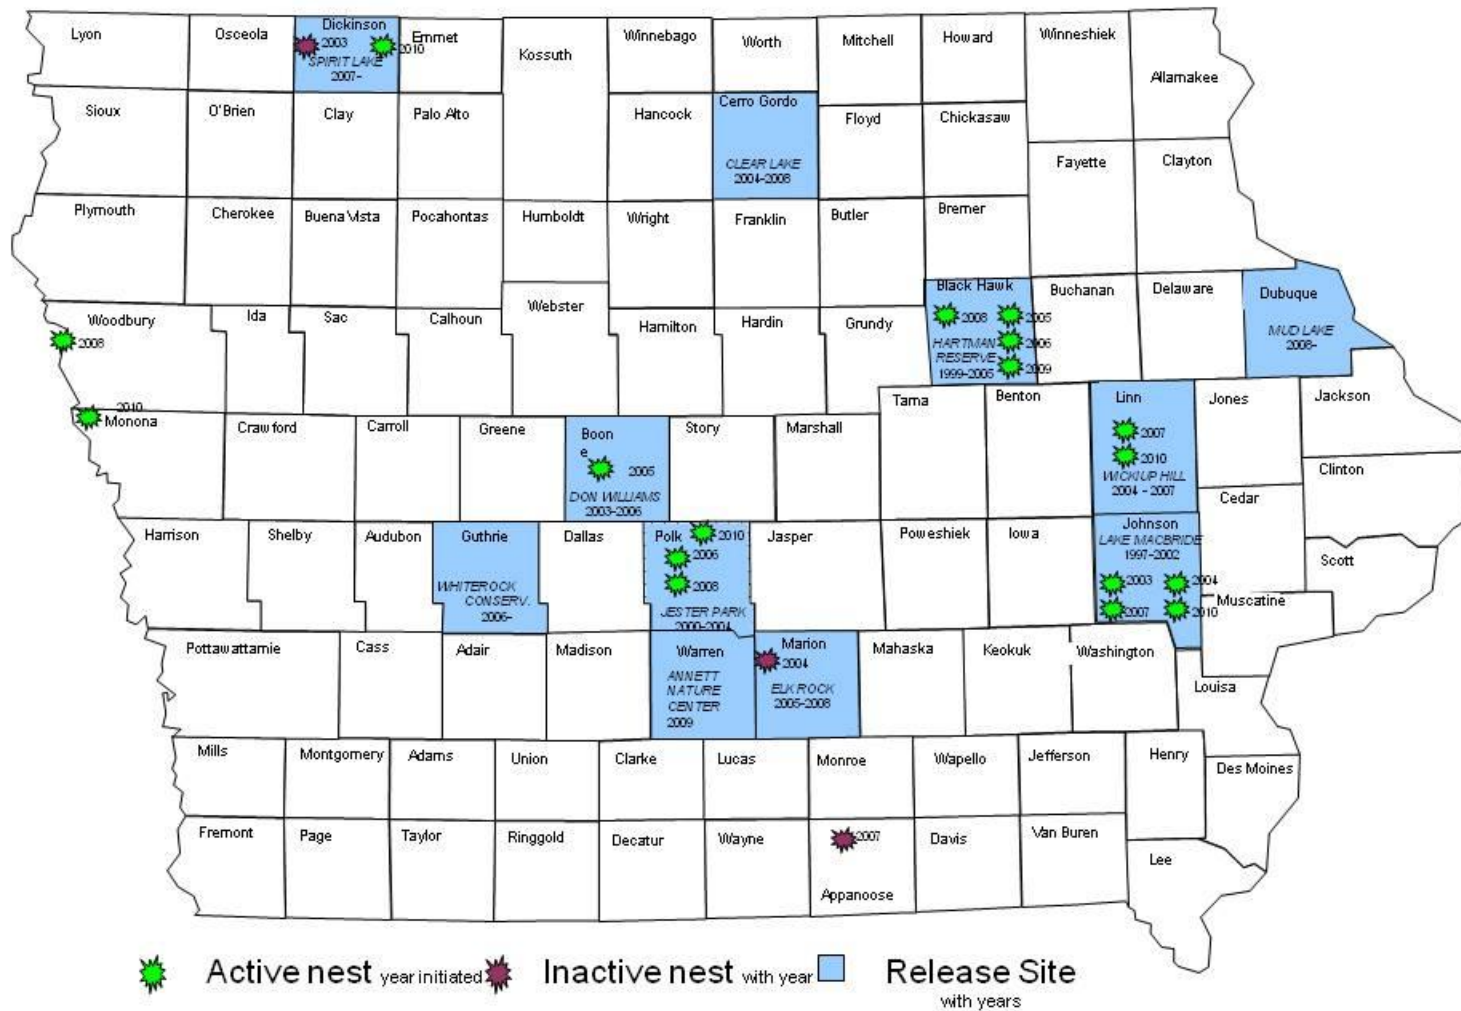 Lyon
Osceola
Dickinson
2003
2010
SPIRIT LAKE
2007-
Emmet
Kossuth
Winnebago
Worth
Mitchell
Howard
Winneshiek
Allamakee
Sioux
O'Brien
Clay
Palo Alto
Hancock
Cerro Gordo
CLEAR LAKE
2004-2008
Floyd
Chickasaw
Fayette
Clayton
Plymouth
Cherokee
Buena Vista
Pocahontas
Humboldt
Wright
Franklin
Butler
Bremer
Woodbury
2008
Ida
Sac
Calhoun
Webster
Hamilton
Hardin
Grundy
Black Hawk
2008
2005
2006
2009
HARTMAN
RESERVE
1999-2005
Buchanan
Delaware
Dubuque
MUD LAKE
2008-
2010
Monona
Crawford
Carroll
Greene
Boon
e
2005
DON WILLIAMS
2003-2006
Story
Marshall
Tama
Benton
Linn
2007
2010
WICKIUP HILL
2004 - 2007
Jones
Jackson
Clinton
Cedar
Harrison
Shelby
Audubon
Guthrie
WHITEROCK
CONSERV.
2006-
Dallas
Polk
2010
2006
2008
JESTER PARK
2000-2004
Jasper
Poweshiek
Iowa
Johnson
LAKE MACBRIDE
1997-2002
2003
2004
2007
2010
Scott
Muscatine
Pottawattamie
Cass
Adair
Madison
Warren
ANNETT
NATURE
CENTER
2009
Marion
2004
ELK ROCK
2005-2008
Mahaska
Keokuk
Washington
Louisa
Mills
Montgomery
Adams
Union
Clarke
Lucas
Monroe
Wapello
Jefferson
Henry
Des Moines
Fremont
Page
Taylor
Ringgold
Decatur
Wayne
2007
Appanoose
Davis
Van Buren
Lee
Active nest year initiated
Inactive nest with year
Release Site
with years